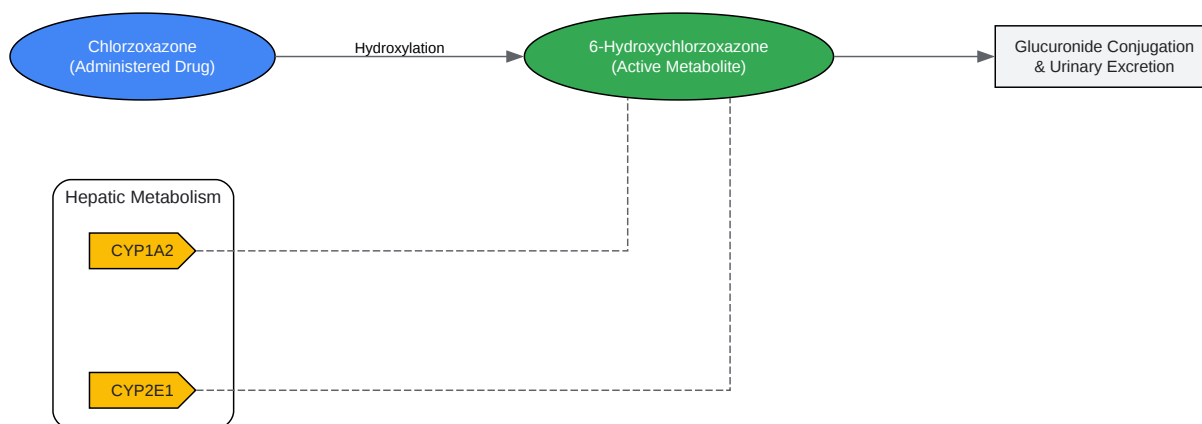 Chlorzoxazone
(Administered Drug)
Hydroxylation
6-Hydroxychlorzoxazone
(Active Metabolite)
Glucuronide Conjugation
& Urinary Excretion
Hepatic Metabolism
CYP1A2
CYP2E1